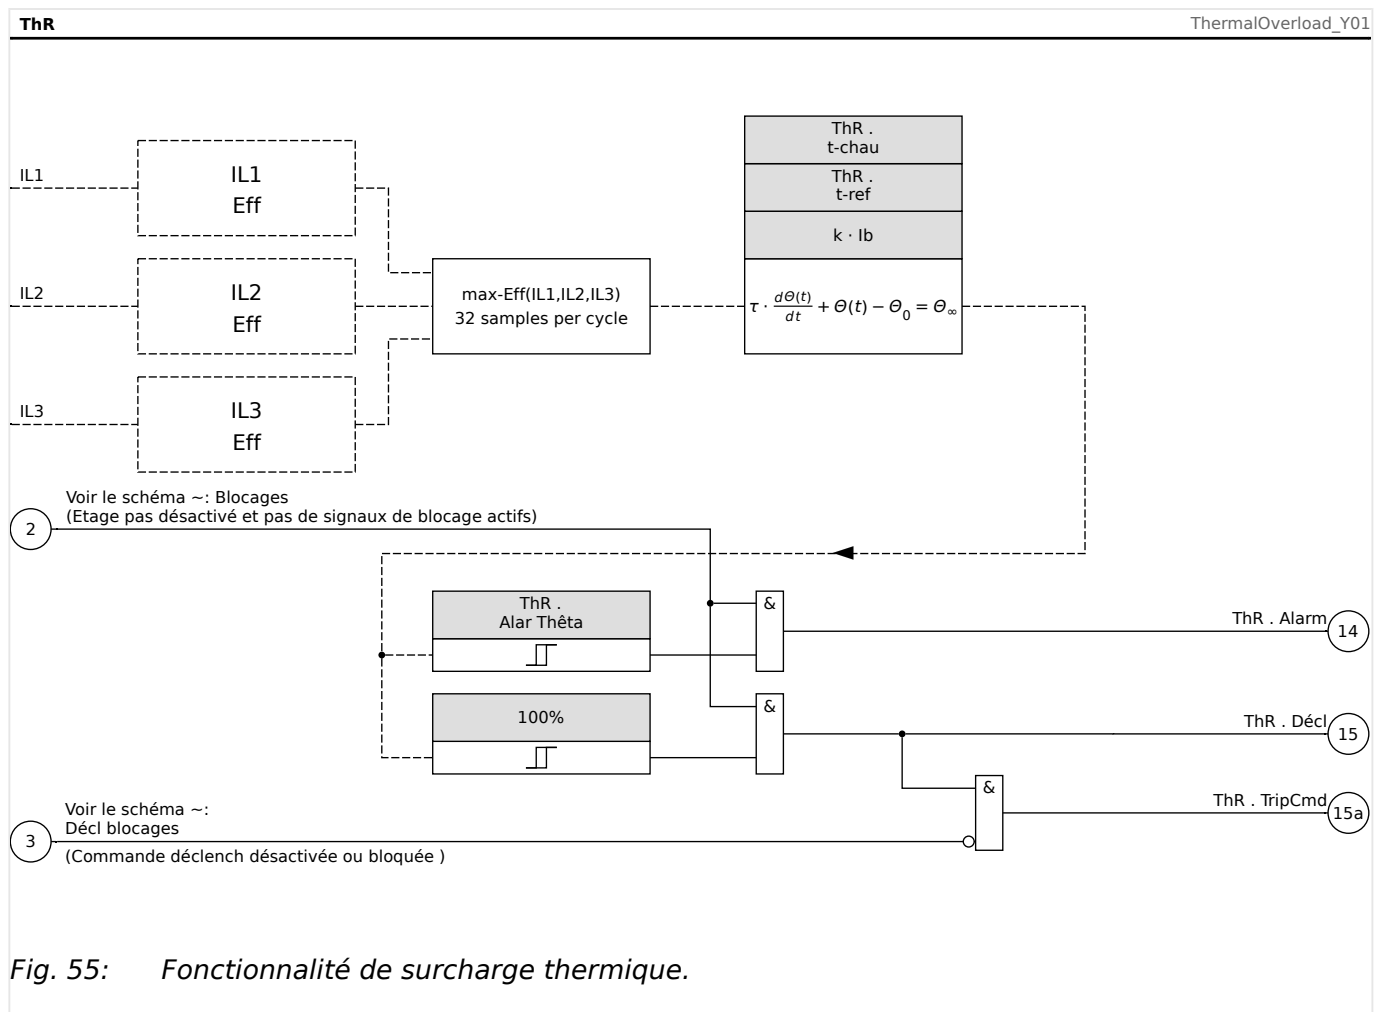 ThR
ThermalOverload_Y01
ThR .
t-chau
ThR .
t-ref
k · Ib
τ · dΘ(t)/dt + Θ(t) − Θ₀ = Θ∞
IL1
IL1
Eff
IL2
IL2
Eff
max-Eff(IL1,IL2,IL3)
32 samples per cycle
IL3
IL3
Eff
2
Voir le schéma ~: Blocages
(Etage pas désactivé et pas de signaux de blocage actifs)
ThR .
Alar Thêta
&
ThR . Alarm
14
100%
&
ThR . Décl
15
&
ThR . TripCmd
15a
3
Voir le schéma ~:
Décl blocages
(Commande déclench désactivée ou bloquée )
Fig. 55: Fonctionnalité de surcharge thermique.